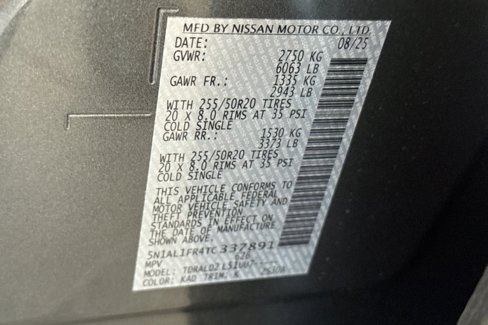 MFD BY NISSAN MOTOR CO., LTD.
DATE: 08/25
GVWR: 2750 KG
6063 LB
GAWR FR.: 1335 KG
2943 LB
WITH 255/50R20 TIRES
20 X 8.0 RIMS AT 35 PSI
COLD SINGLE
GAWR RR.: 1530 KG
3373 LB
WITH 255/50R20 TIRES
20 X 8.0 RIMS AT 35 PSI
COLD SINGLE
THIS VEHICLE CONFORMS TO
ALL APPLICABLE FEDERAL
MOTOR VEHICLE SAFETY AND
THEFT PREVENTION
STANDARDS IN EFFECT ON
THE DATE OF MANUFACTURE
SHOWN ABOVE.
5N1AL1FR4TC337891
MPV 626
MODEL:
COLOR: KAD TRIM: K